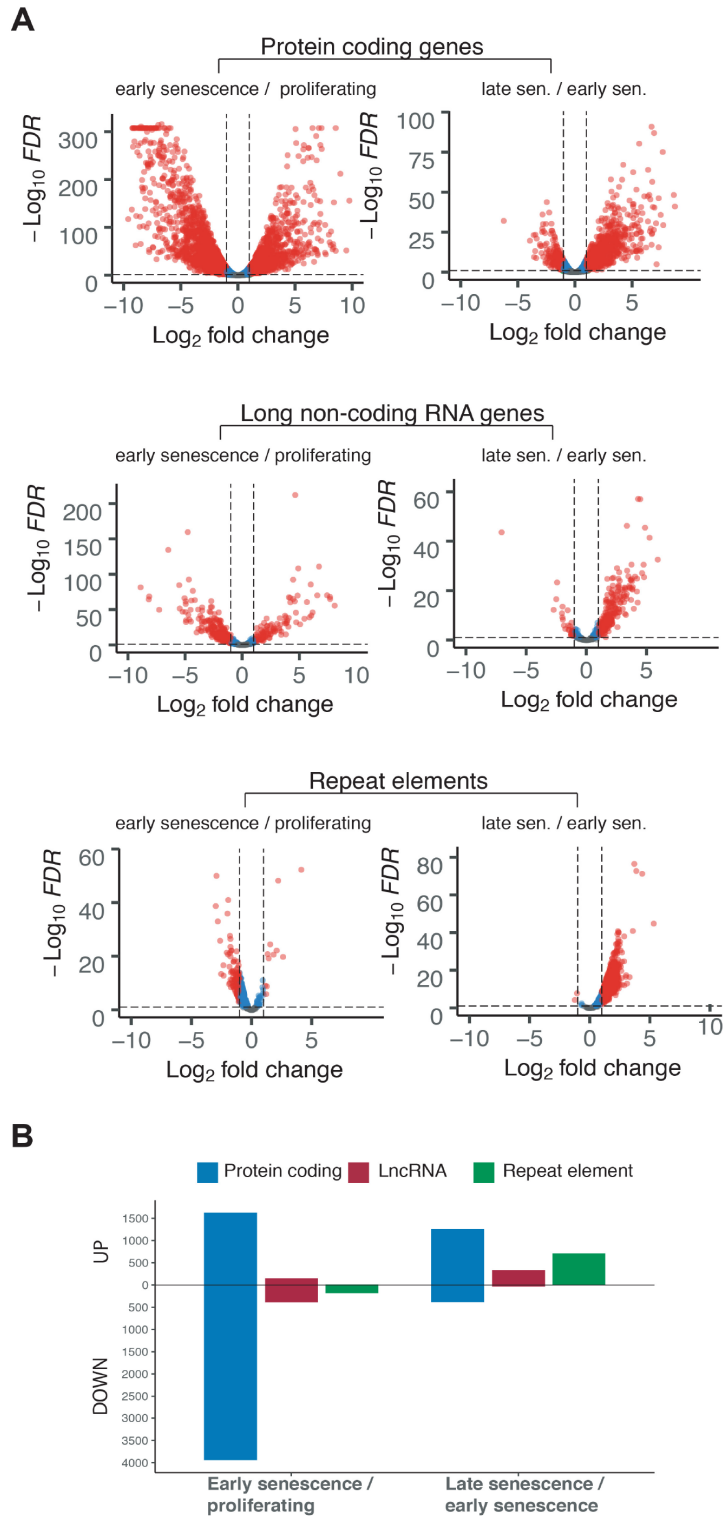 A
Protein coding genes
early senescence / proliferating
late sen. / early sen.
− Log10 FDR
300
200
100
0
−10
−5
0
5
10
Log2 fold change
− Log10 FDR
100
75
50
25
0
−10
−5
0
5
Log2 fold change
Long non-coding RNA genes
early senescence / proliferating
late sen. / early sen.
− Log10 FDR
200
150
100
50
0
−10
−5
0
5
10
Log2 fold change
− Log10 FDR
60
40
20
0
−10
−5
0
5
Log2 fold change
Repeat elements
early senescence / proliferating
late sen. / early sen.
− Log10 FDR
60
40
20
0
−10
−5
0
5
Log2 fold change
− Log10 FDR
80
60
40
20
0
−10
−5
0
5
10
Log2 fold change
B
Protein coding
LncRNA
Repeat element
UP
DOWN
1500
1000
500
0
500
1000
1500
2000
2500
3000
3500
4000
Early senescence /
proliferating
Late senescence /
early senescence